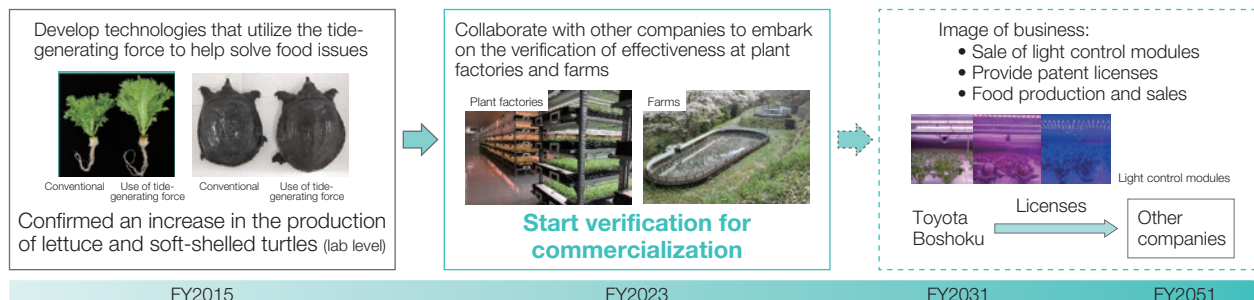 Develop technologies that utilize the tide-
generating force to help solve food issues
Conventional
Use of tide-
generating force
Conventional
Use of tide-
generating force
Confirmed an increase in the production
of lettuce and soft-shelled turtles (lab level)
Collaborate with other companies to embark
on the verification of effectiveness at plant
factories and farms
Plant factories
Farms
Start verification for
commercialization
Image of business:
• Sale of light control modules
• Provide patent licenses
• Food production and sales
Light control modules
Toyota
Boshoku
Licenses
Other
companies
FY2015
FY2023
FY2031
FY2051